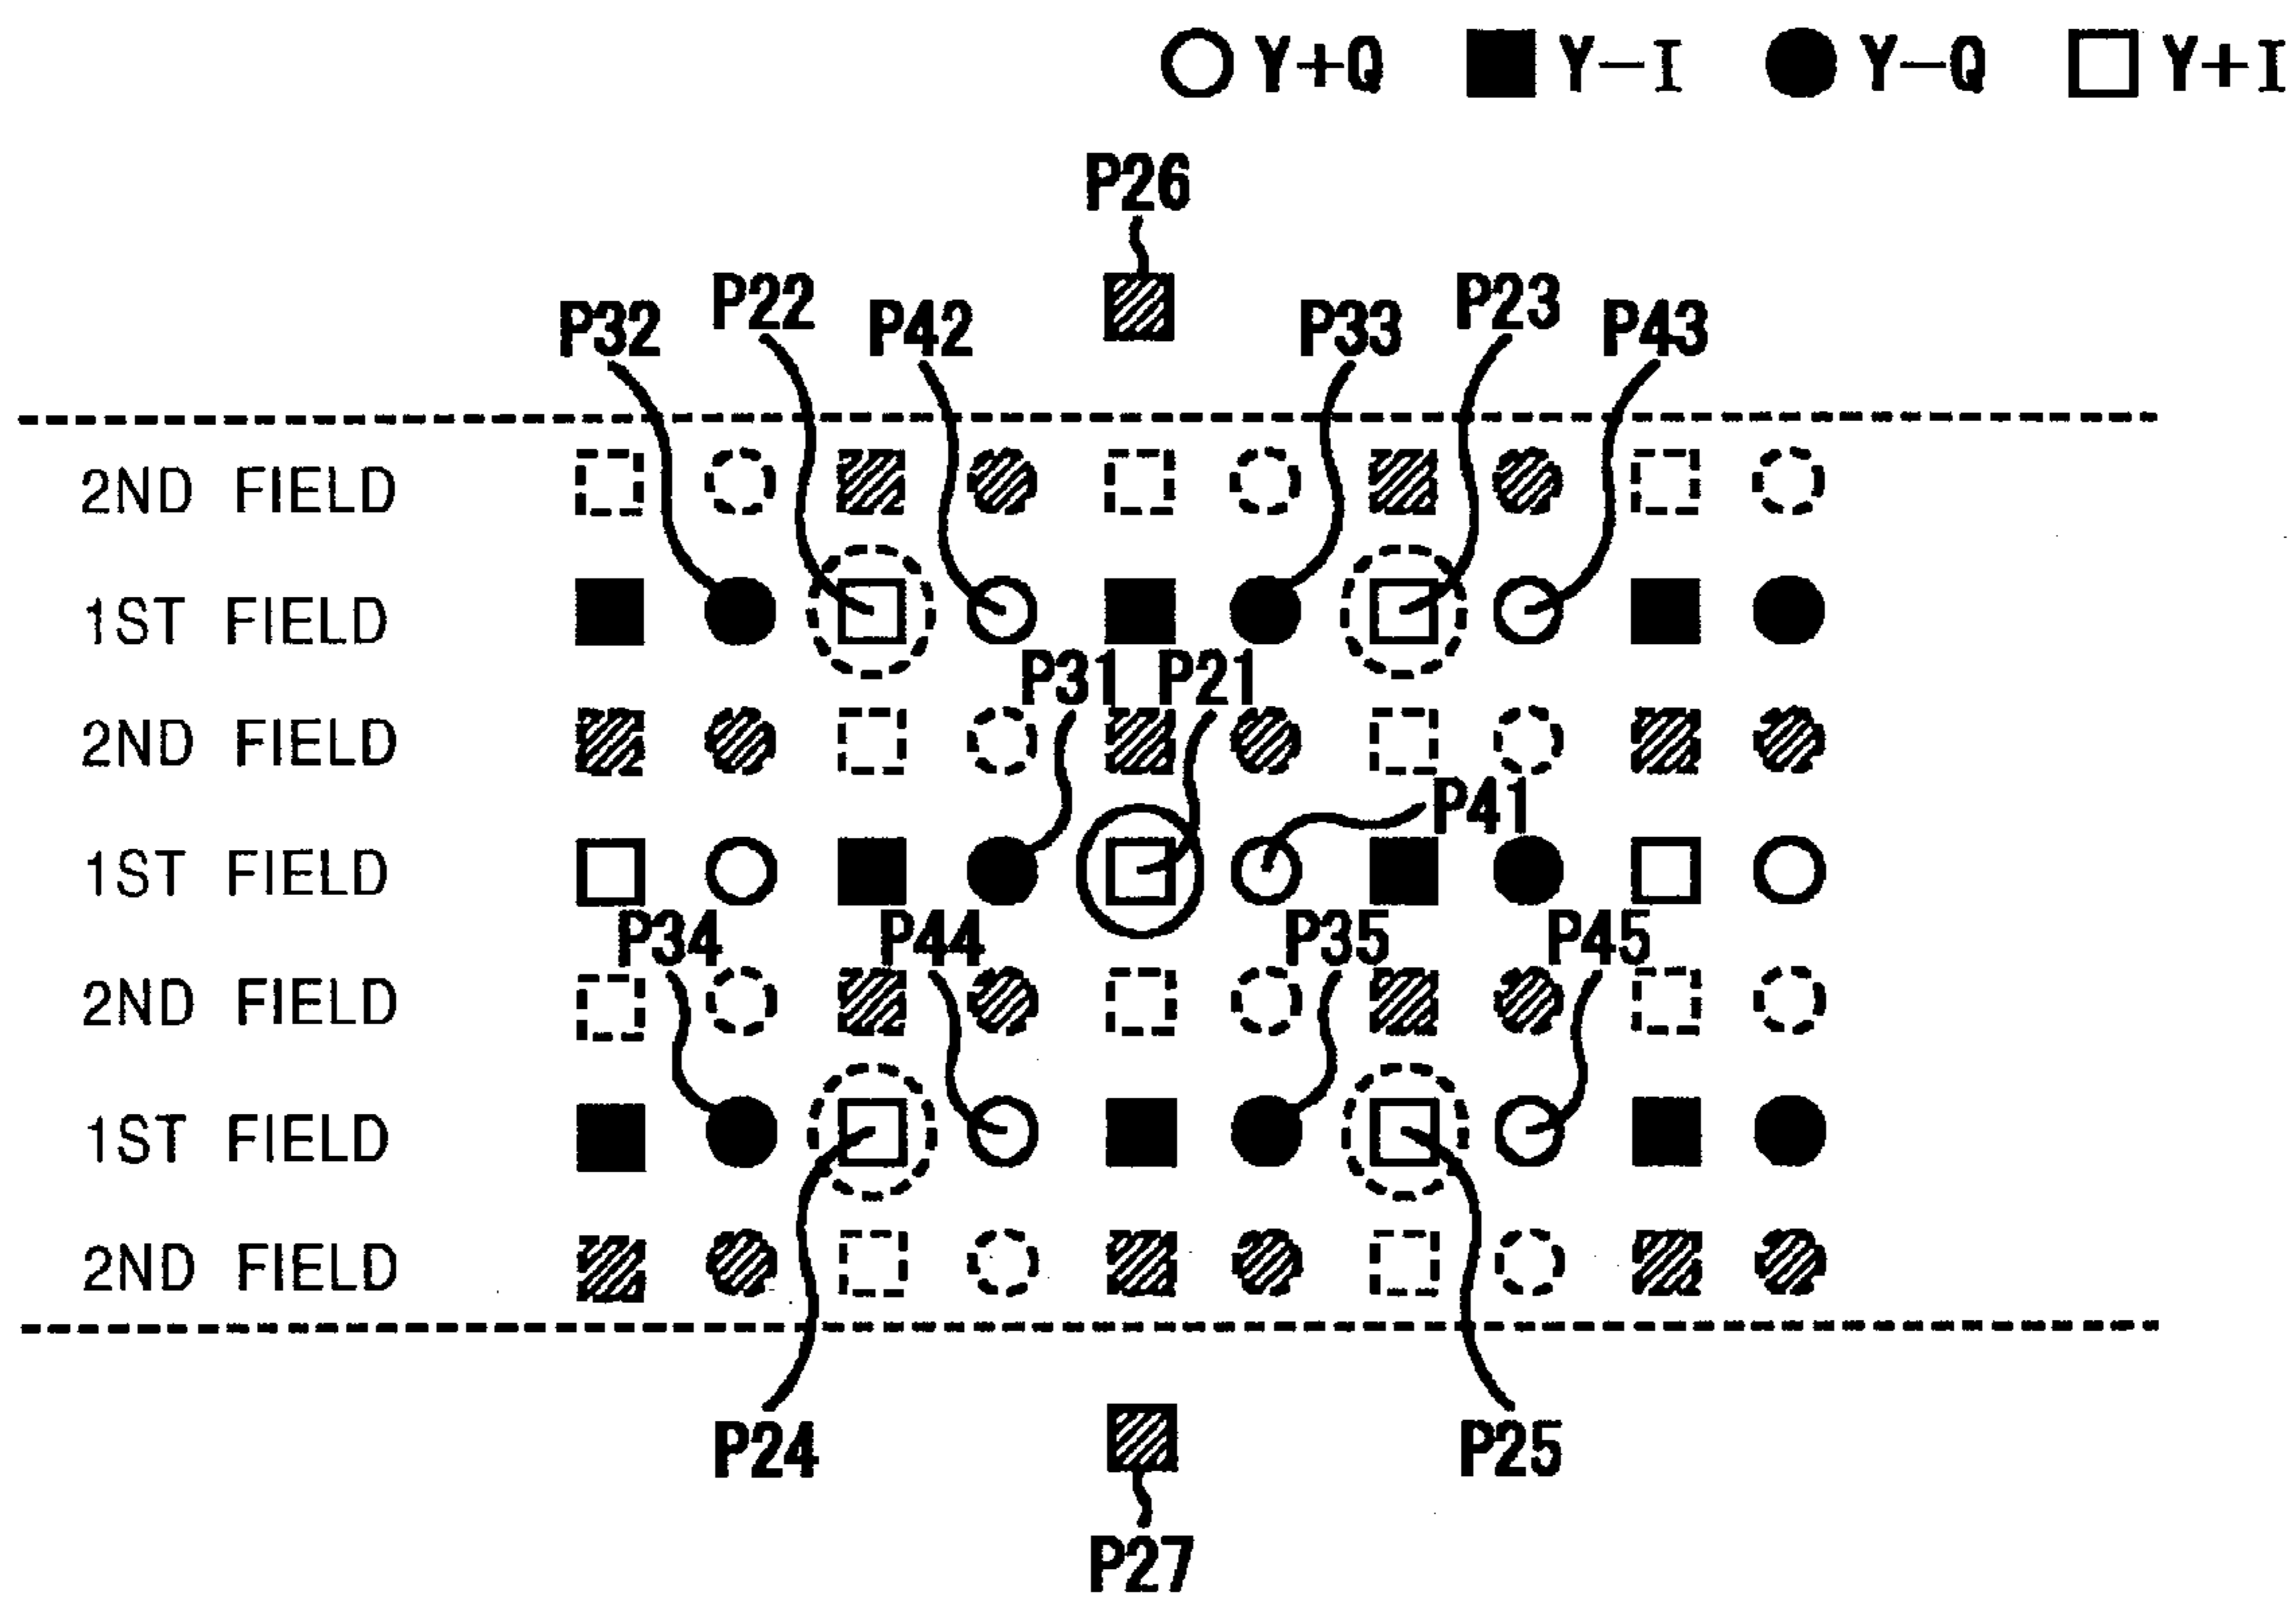 Y+Q Y-I Y-Q Y+I
P26
P32 P22 P42 P33 P23 P43
2ND FIELD
1ST FIELD
P31 P21
2ND FIELD
P41
1ST FIELD
P34 P44 P35 P45
2ND FIELD
1ST FIELD
2ND FIELD
P24 P25
P27